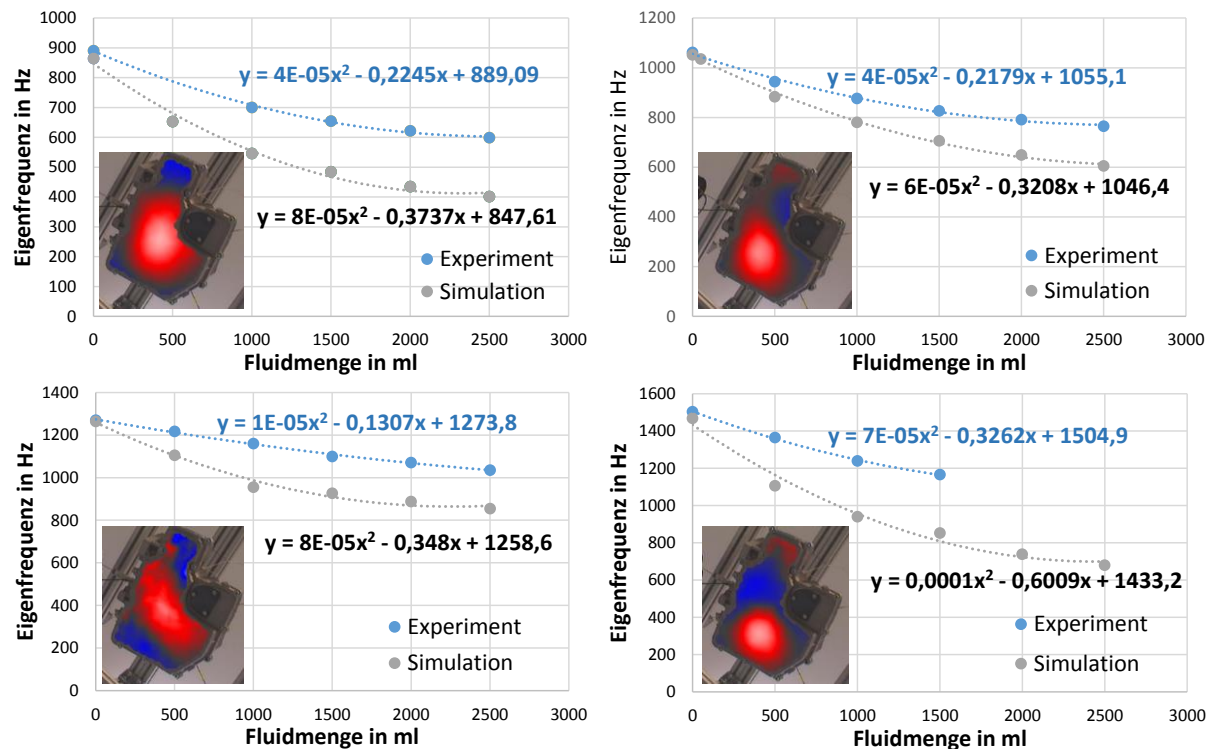 1000
900
800
700
600
500
400
300
200
100
0
Eigenfrequenz in Hz
y = 4E-05x² - 0,2245x + 889,09
y = 8E-05x² - 0,3737x + 847,61
Experiment
Simulation
0 500 1000 1500 2000 2500 3000
Fluidmenge in ml
1200
1000
800
600
400
200
0
Eigenfrequenz in Hz
y = 4E-05x² - 0,2179x + 1055,1
y = 6E-05x² - 0,3208x + 1046,4
Experiment
Simulation
0 500 1000 1500 2000 2500 3000
Fluidmenge in ml
1400
1200
1000
800
600
400
200
0
Eigenfrequenz in Hz
y = 1E-05x² - 0,1307x + 1273,8
y = 8E-05x² - 0,348x + 1258,6
Experiment
Simulation
0 500 1000 1500 2000 2500 3000
Fluidmenge in ml
1600
1400
1200
1000
800
600
400
200
0
Eigenfrequenz in Hz
y = 7E-05x² - 0,3262x + 1504,9
y = 0,0001x² - 0,6009x + 1433,2
Experiment
Simulation
0 500 1000 1500 2000 2500 3000
Fluidmenge in ml